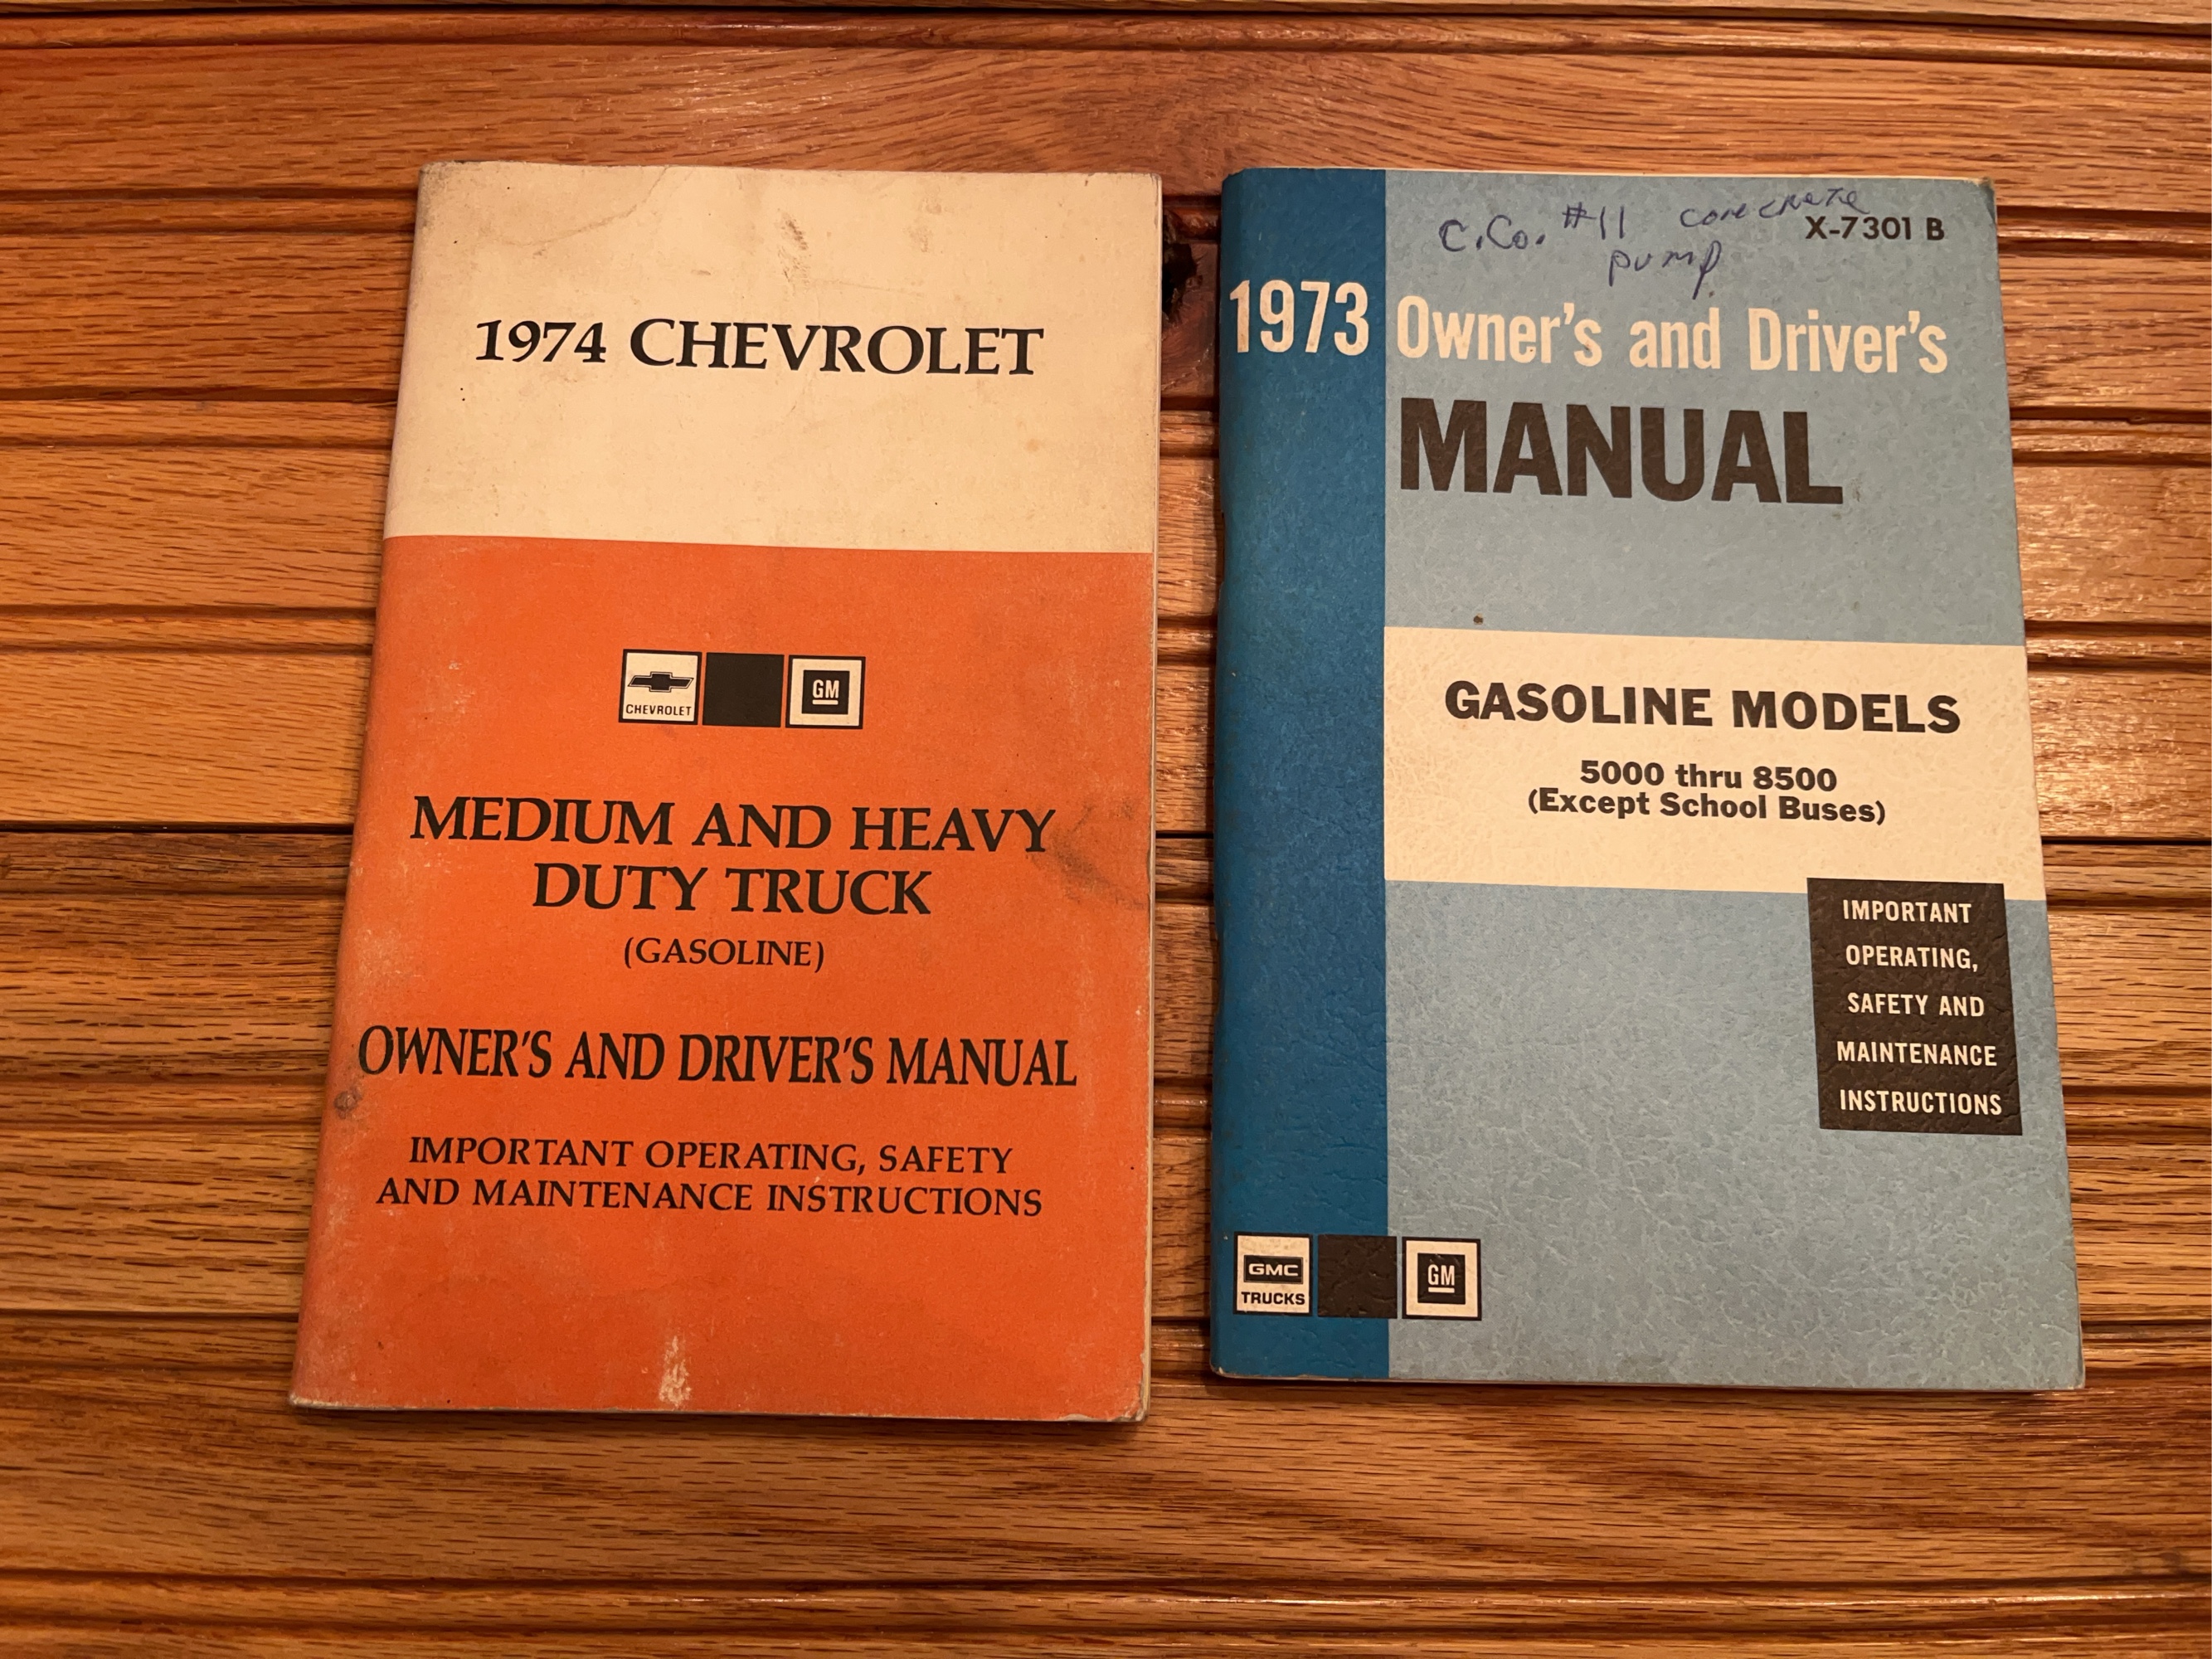 1974 CHEVROLET
CHEVROLET
GM
MEDIUM AND HEAVY
DUTY TRUCK
(GASOLINE)
OWNER'S AND DRIVER'S MANUAL
IMPORTANT OPERATING, SAFETY
AND MAINTENANCE INSTRUCTIONS
C.Co. #11 concrete
pump
X-7301 B
1973 Owner's and Driver's
MANUAL
GASOLINE MODELS
5000 thru 8500
(Except School Buses)
IMPORTANT
OPERATING,
SAFETY AND
MAINTENANCE
INSTRUCTIONS
GMC
TRUCKS
GM